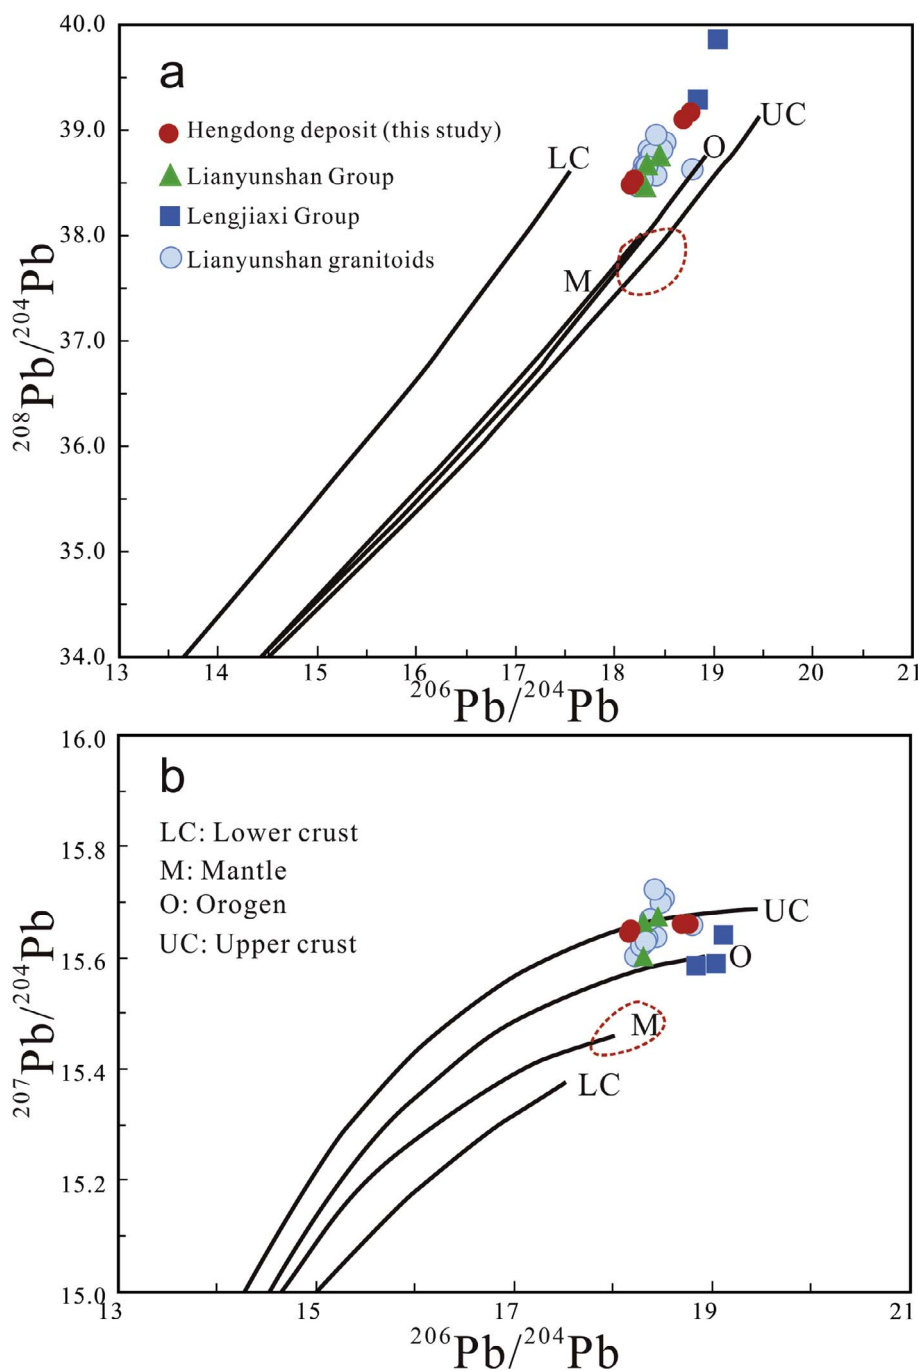 40.0
a
Hengdong deposit (this study)
UC
39.0
LC
O
Lianyunshan Group
Lengjiaxi Group
38.0
Lianyunshan granitoids
M
²⁰⁸Pb/²⁰⁴Pb
37.0
36.0
35.0
34.0
13 14 15 16 17 18 19 20 21
²⁰⁶Pb/²⁰⁴Pb
16.0
b
LC: Lower crust
15.8
M: Mantle
O: Orogen
UC
UC: Upper crust
15.6
O
M
²⁰⁷Pb/²⁰⁴Pb
15.4
LC
15.2
15.0
13 15 17 19 21
²⁰⁶Pb/²⁰⁴Pb